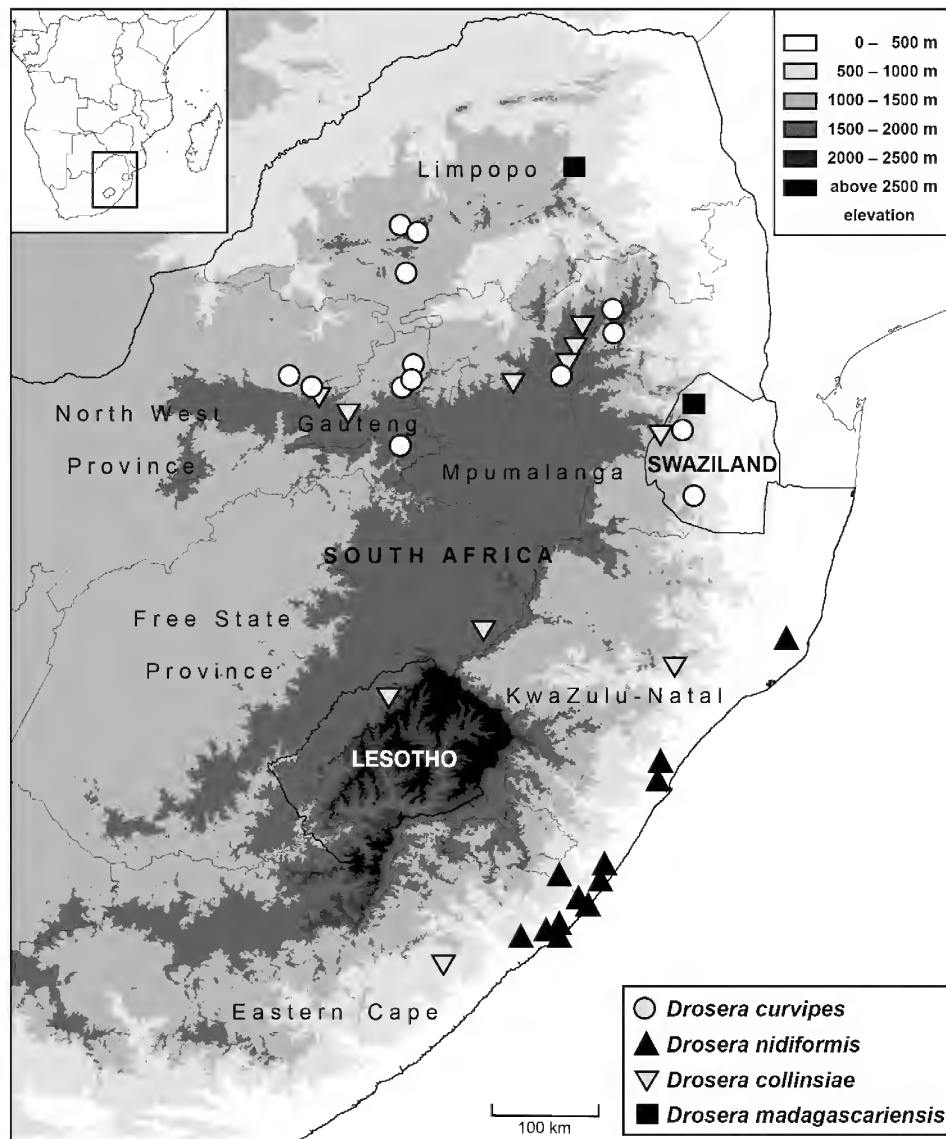 0 – 500 m
500 – 1000 m
1000 – 1500 m
1500 – 2000 m
2000 – 2500 m
above 2500 m
elevation
Limpopo
North West
Province
Gauteng
Mpumalanga
SWAZILAND
SOUTH AFRICA
Free State
Province
KwaZulu-Natal
LESOTHO
Eastern Cape
Drosera curvipes
Drosera nidiformis
Drosera collinsiae
Drosera madagascariensis
100 km